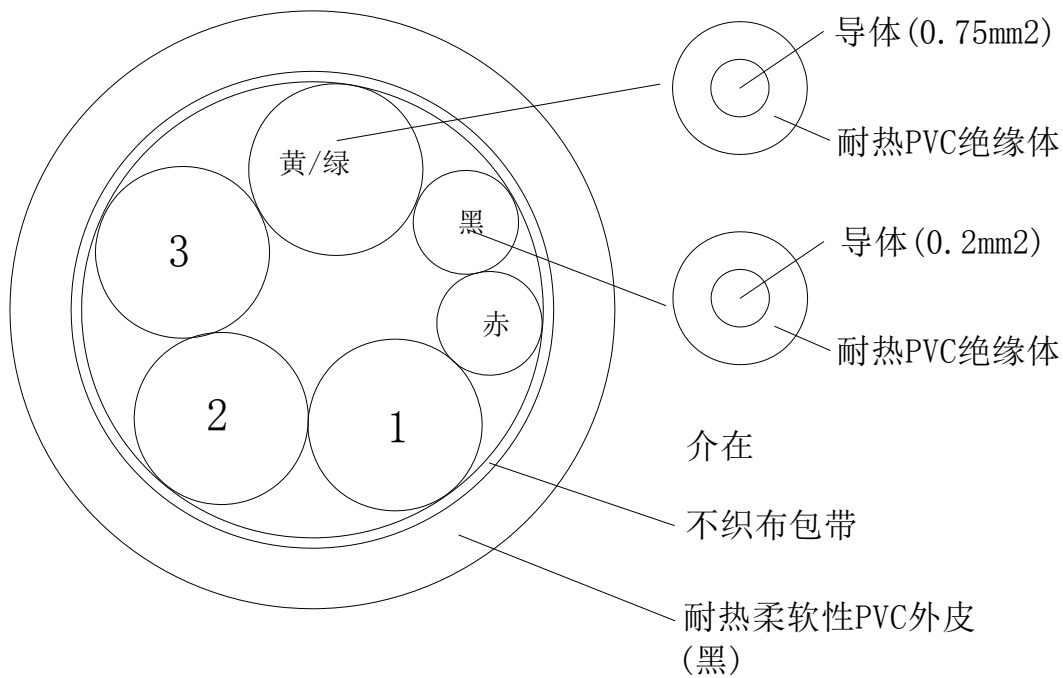 导体(0.75mm2)
黄/绿
耐热PVC绝缘体
黑
导体(0.2mm2)
3
赤
耐热PVC绝缘体
2
1
介在
不织布包带
耐热柔软性PVC外皮
(黑)